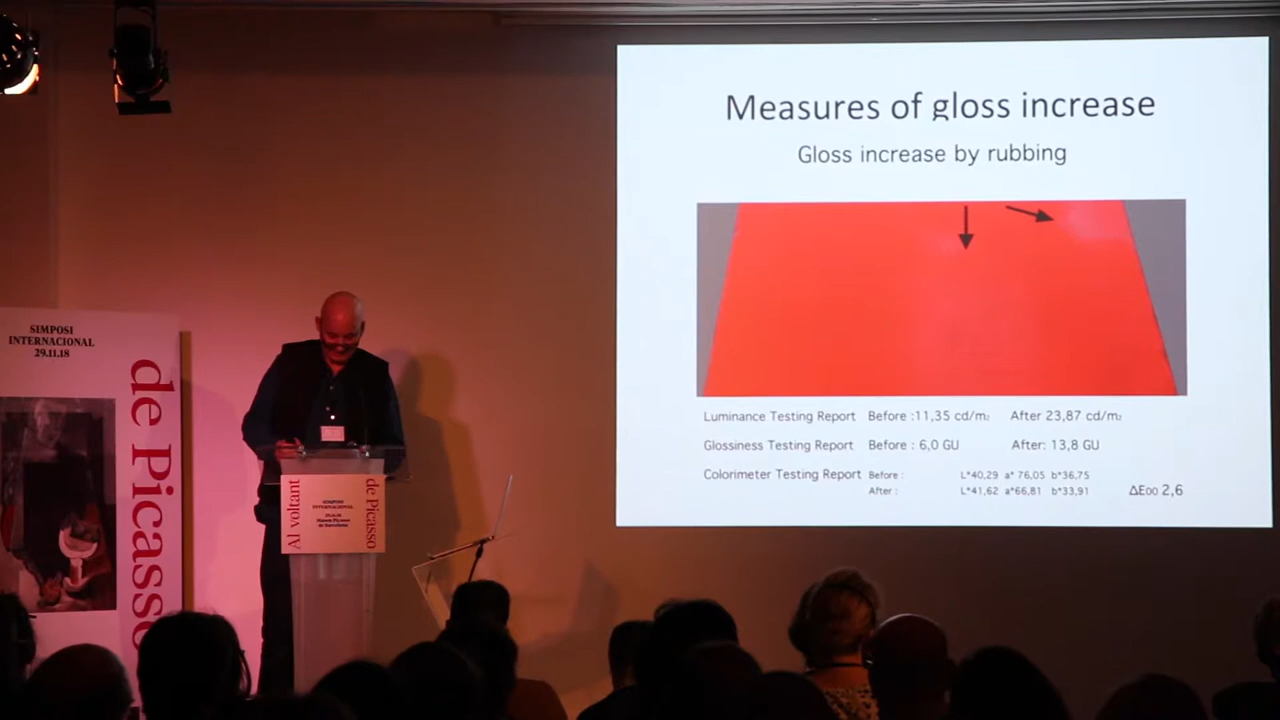 SIMPOSI
INTERNACIONAL
29.11.18
de Picasso
Al voltant
SIMPOSI
INTERNACIONAL
de Picasso
Measures of gloss increase
Gloss increase by rubbing
Luminance Testing Report Before :11,35 cd/m₂ After 23,87 cd/m₂
Glossiness Testing Report Before : 6,0 GU After: 13,8 GU
Colorimeter Testing Report Before : L*40,29 a* 76,05 b*36,75
After : L*41,62 a*66,81 b*33,91 ΔE00 2,6